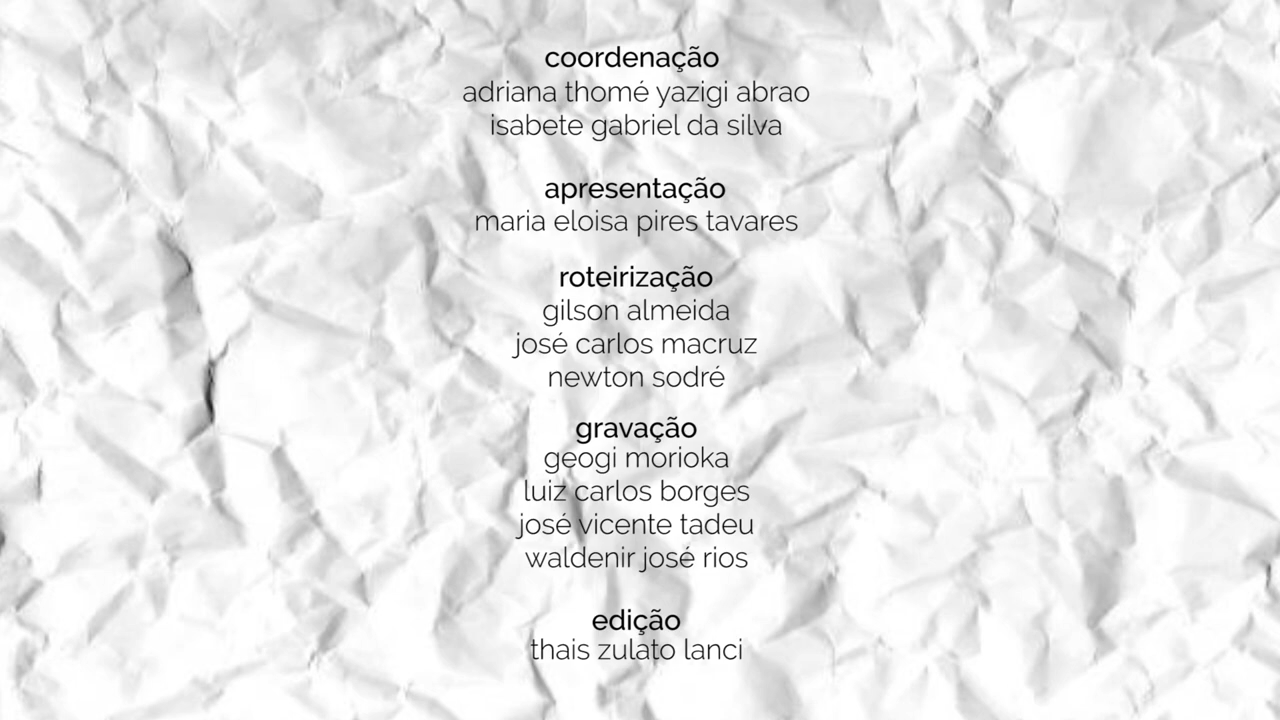 coordenação
adriana thomé yazigi abrao
isabete gabriel da silva
apresentação
maria eloisa pires tavares
roteirização
gilson almeida
josé carlos macruz
newton sodré
gravação
geogi morioka
luiz carlos borges
josé vicente tadeu
waldenir josé rios
edição
thais zulato lanci